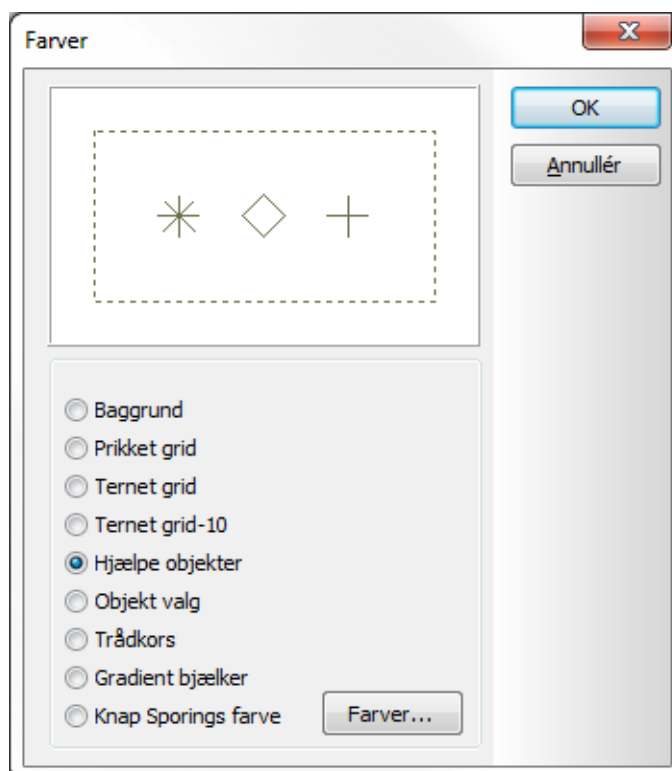 Farver
OK
Annullér
Baggrund
Prikket grid
Ternet grid
Ternet grid-10
Hjælpe objekter
Objekt valg
Trådkors
Gradient bjælker
Knap Sporings farve
Farver...